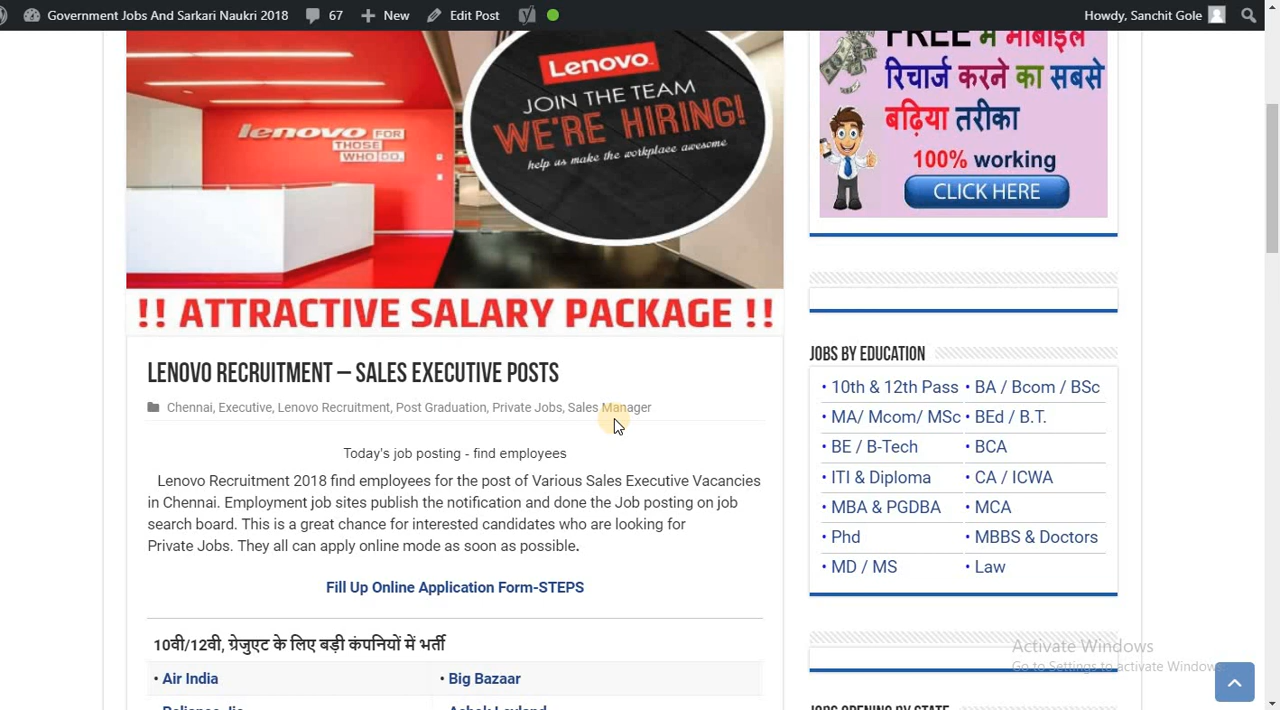 Government Jobs And Sarkari Naukri 2018 67 New Edit Post Howdy, Sanchit Gole
Lenovo
JOIN THE TEAM
WE'RE HIRING!
help us make the workplace awesome
lenovo FOR
THOSE
WHO DO.
!! ATTRACTIVE SALARY PACKAGE !!
LENOVO RECRUITMENT – SALES EXECUTIVE POSTS
Chennai, Executive, Lenovo Recruitment, Post Graduation, Private Jobs, Sales Manager
Today's job posting - find employees
Lenovo Recruitment 2018 find employees for the post of Various Sales Executive Vacancies
in Chennai. Employment job sites publish the notification and done the Job posting on job
search board. This is a great chance for interested candidates who are looking for
Private Jobs. They all can apply online mode as soon as possible.
Fill Up Online Application Form-STEPS
10वी/12वी, ग्रेजुएट के लिए बड़ी कंपनियों में भर्ती
• Air India • Big Bazaar
FREE में मोबाइल
रिचार्ज करने का सबसे
बढ़िया तरीका
100% working
CLICK HERE
JOBS BY EDUCATION
• 10th & 12th Pass • BA / Bcom / BSc
• MA/ Mcom/ MSc • BEd / B.T.
• BE / B-Tech • BCA
• ITI & Diploma • CA / ICWA
• MBA & PGDBA • MCA
• Phd • MBBS & Doctors
• MD / MS • Law
Activate Windows
Go to Settings to activate Windows.